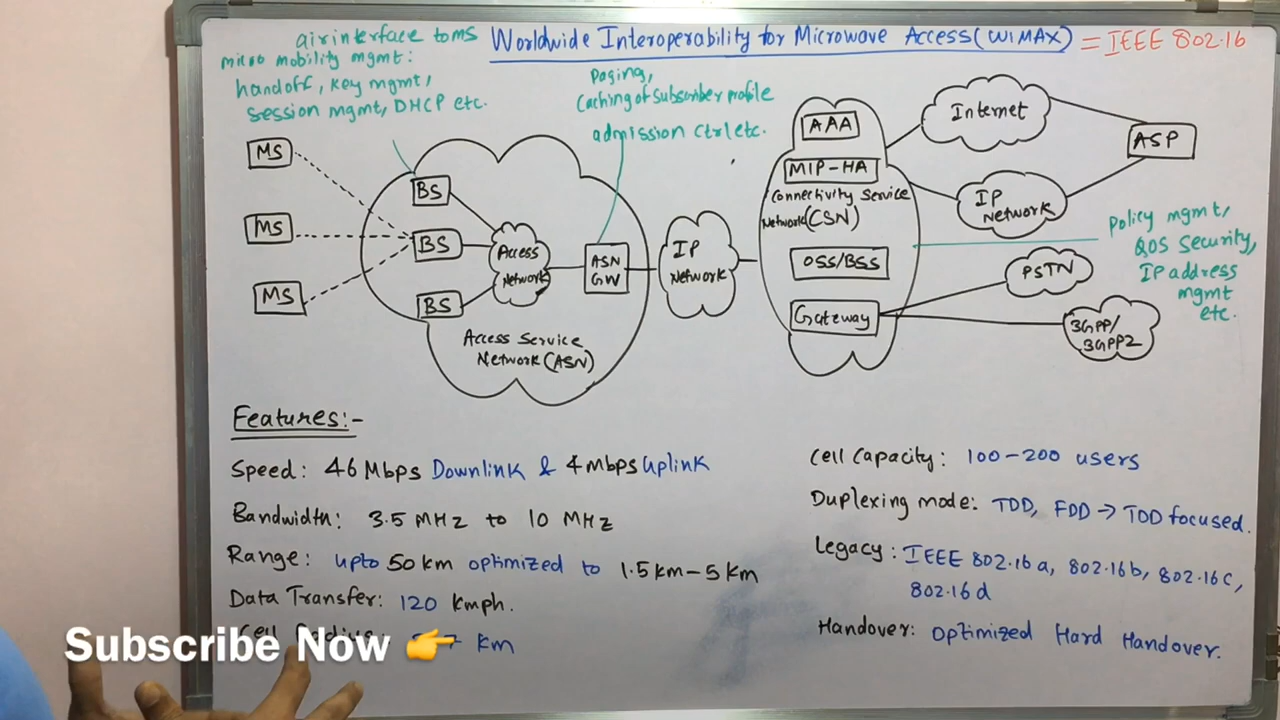 Worldwide Interoperability for Microwave Access (WIMAX) = IEEE 802.16
air interface to MS
micro mobility mgmt:
handoff, Key mgmt,
session mgmt, DHCP etc.
Paging,
Caching of Subscriber profile
admission ctrl etc.
MS
MS
MS
BS
BS
BS
Access
Network
ASN
GW
Access Service
Network (ASN)
IP
Network
AAA
MIP-HA
Connectivity Service
Network (CSN)
OSS/BSS
Gateway
Internet
IP
Network
ASP
PSTN
3GPP/
3GPP2
Policy mgmt,
QOS Security,
IP address
mgmt
etc.
Features:-
Speed: 46 Mbps Downlink & 4 mbps Uplink
Bandwidth: 3.5 MHz to 10 MHz
Range: upto 50 km optimized to 1.5 km - 5 km
Data Transfer: 120 kmph.
Cell km
Cell Capacity: 100-200 users
Duplexing mode: TDD, FDD → TDD focused.
Legacy: IEEE 802.16a, 802.16b, 802.16c,
802.16d
Handover: Optimized Hard Handover.
Subscribe Now 👉